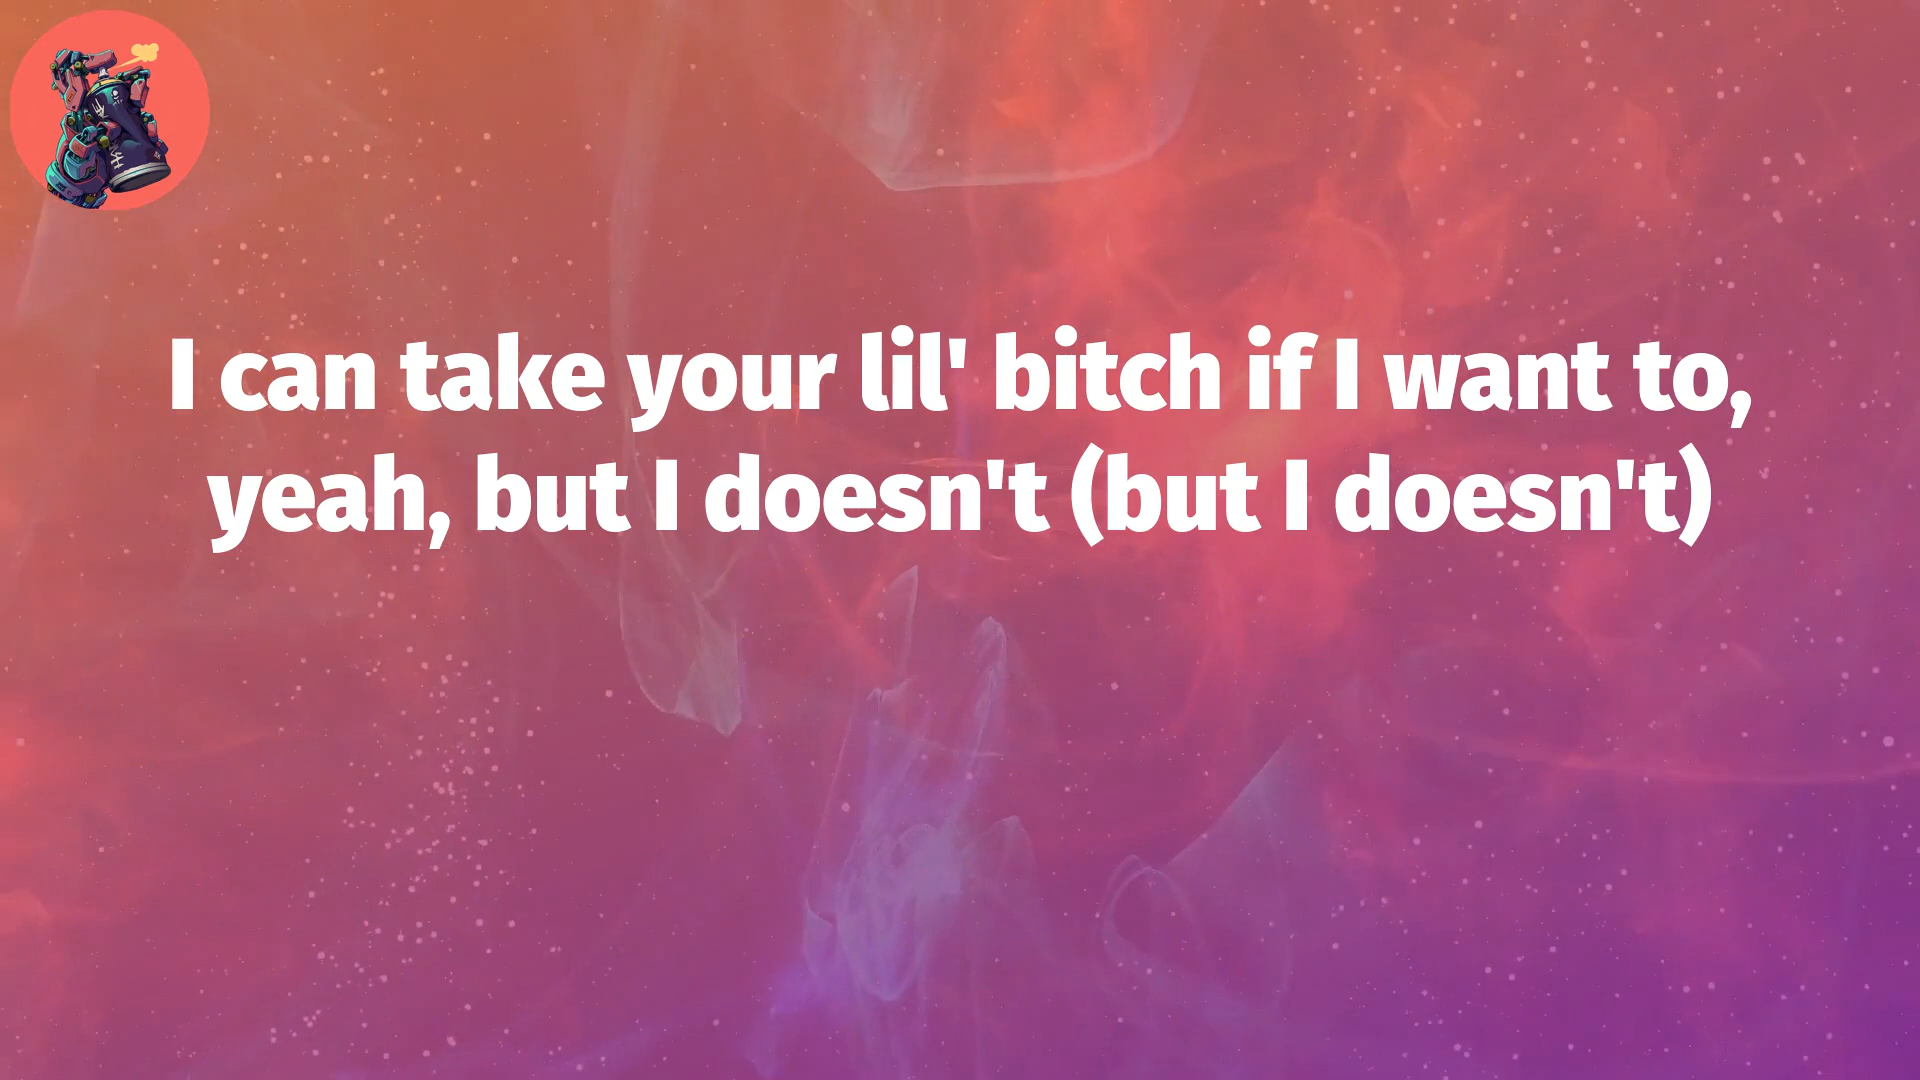 I can take your lil' bitch if I want to,
yeah, but I doesn't (but I doesn't)